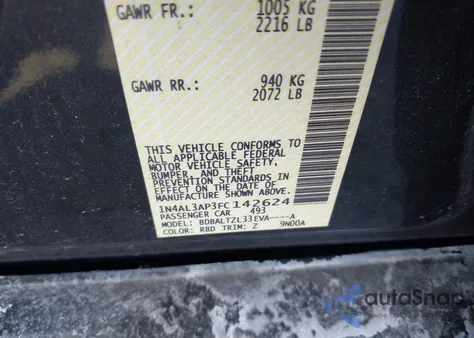 GAWR FR.: 1005 KG
2216 LB
GAWR RR.: 940 KG
2072 LB
THIS VEHICLE CONFORMS TO
ALL APPLICABLE FEDERAL
MOTOR VEHICLE SAFETY,
BUMPER, AND THEFT
PREVENTION STANDARDS IN
EFFECT ON THE DATE OF
MANUFACTURE SHOWN ABOVE.
1N4AL3AP3FC142624
PASSENGER CAR 493
MODEL: BDBALTZL33EVA----A
COLOR: RBD TRIM: Z 9N00A
autoSnap